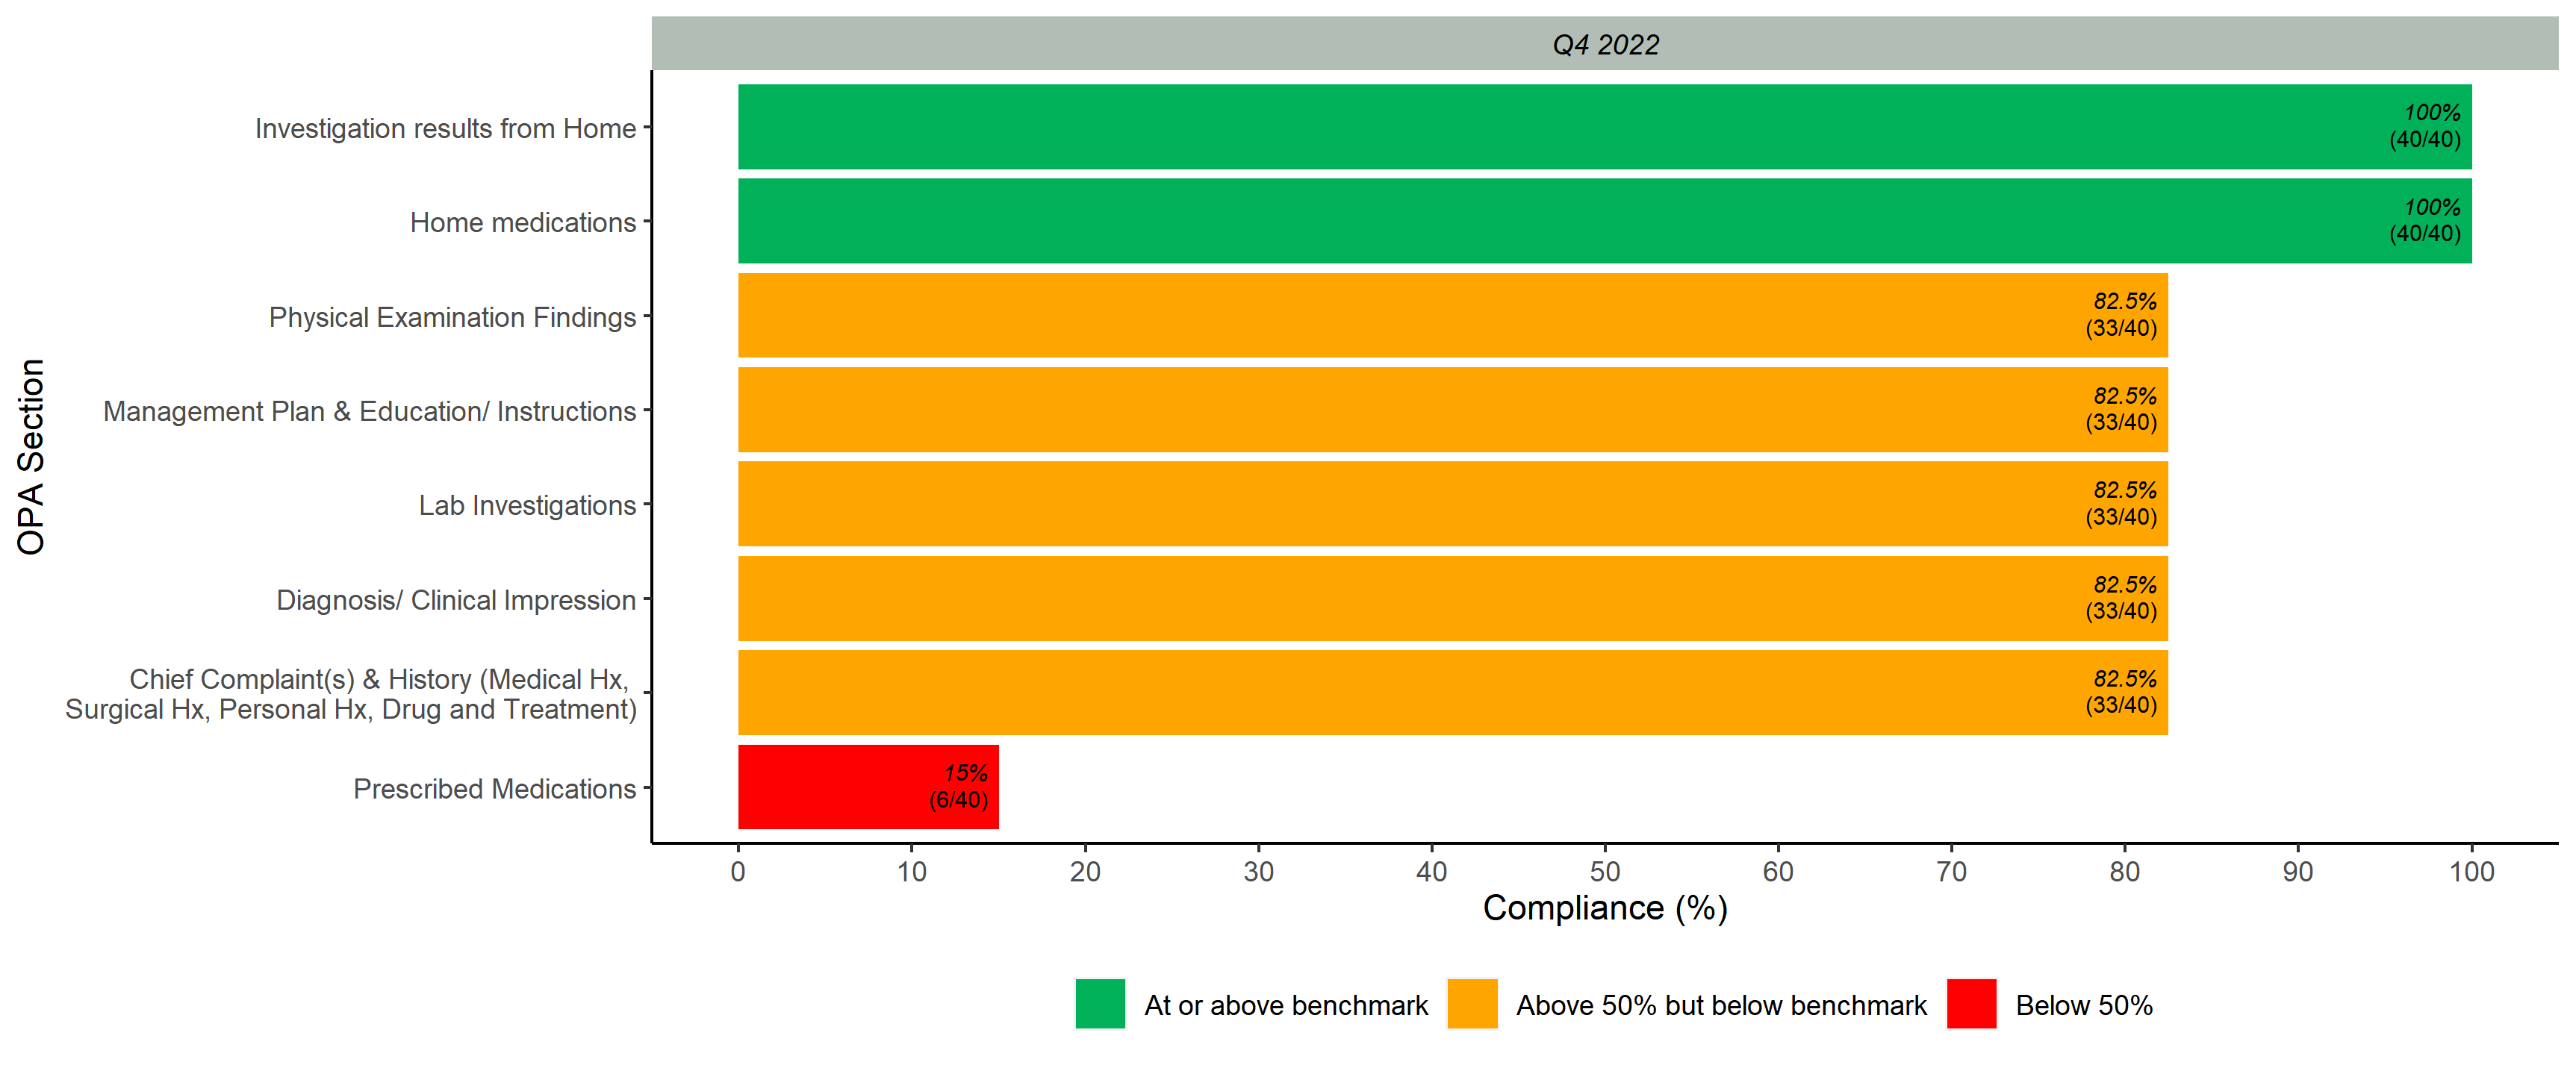 Q4 2022
OPA Section
Investigation results from Home
100%
(40/40)
Home medications
100%
(40/40)
Physical Examination Findings
82.5%
(33/40)
Management Plan & Education/ Instructions
82.5%
(33/40)
Lab Investigations
82.5%
(33/40)
Diagnosis/ Clinical Impression
82.5%
(33/40)
Chief Complaint(s) & History (Medical Hx,
Surgical Hx, Personal Hx, Drug and Treatment)
82.5%
(33/40)
Prescribed Medications
15%
(6/40)
0 10 20 30 40 50 60 70 80 90 100
Compliance (%)
At or above benchmark Above 50% but below benchmark Below 50%